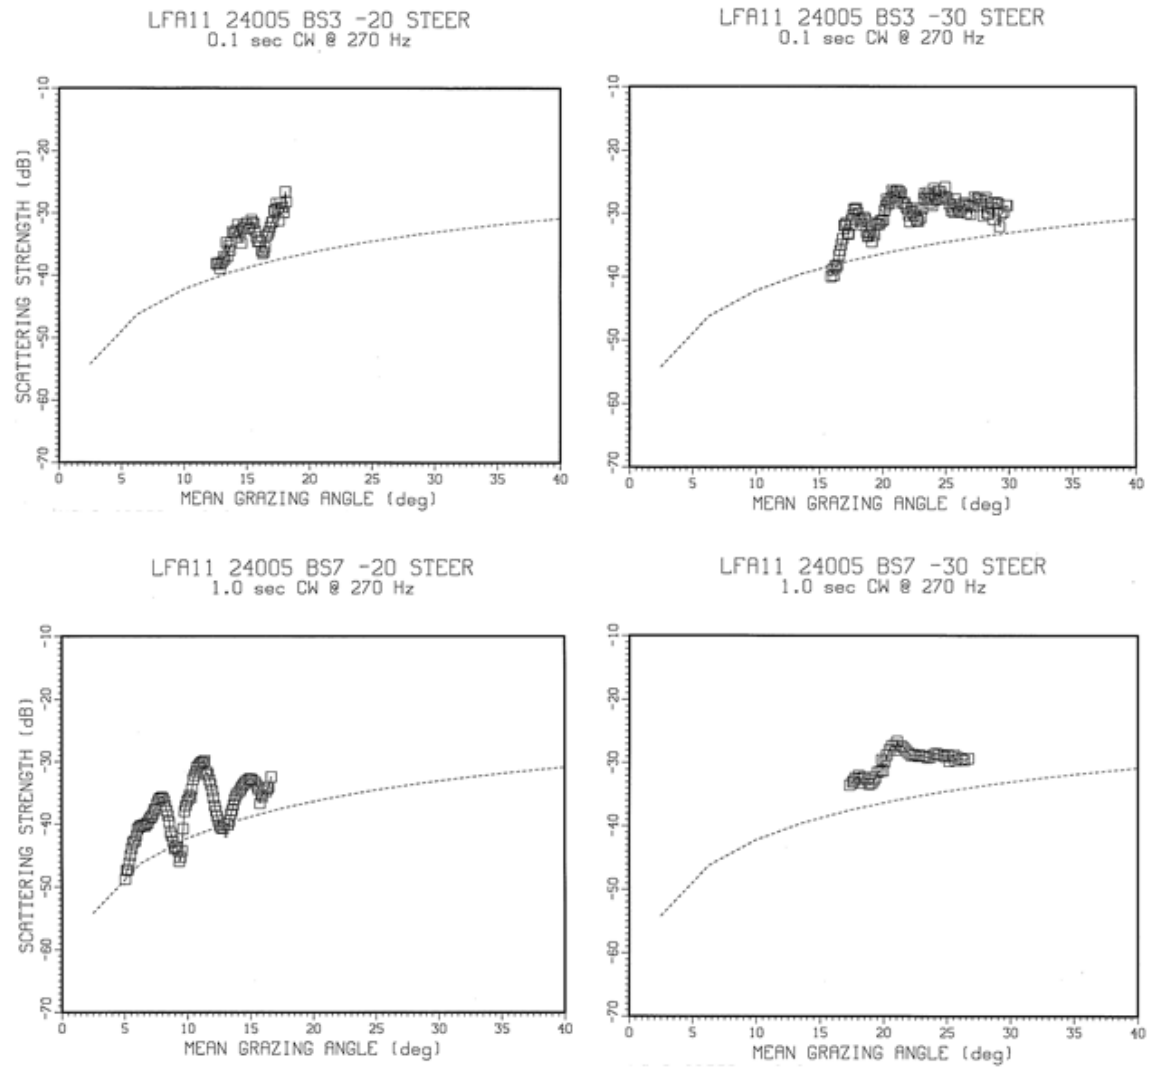 LFA11 24005 BS3 -20 STEER
0.1 sec CW @ 270 Hz
-10
-20
-30
-40
-50
-60
-70
SCATTERING STRENGTH (dB)
0 5 10 15 20 25 30 35 40
MEAN GRAZING ANGLE (deg)
LFA11 24005 BS3 -30 STEER
0.1 sec CW @ 270 Hz
-10
-20
-30
-40
-50
-60
-70
0 5 10 15 20 25 30 35 40
MEAN GRAZING ANGLE (deg)
LFA11 24005 BS7 -20 STEER
1.0 sec CW @ 270 Hz
-10
-20
-30
-40
-50
-60
-70
SCATTERING STRENGTH (dB)
0 5 10 15 20 25 30 35 40
MEAN GRAZING ANGLE (deg)
LFA11 24005 BS7 -30 STEER
1.0 sec CW @ 270 Hz
-10
-20
-30
-40
-50
-60
-70
0 5 10 15 20 25 30 35 40
MEAN GRAZING ANGLE (deg)